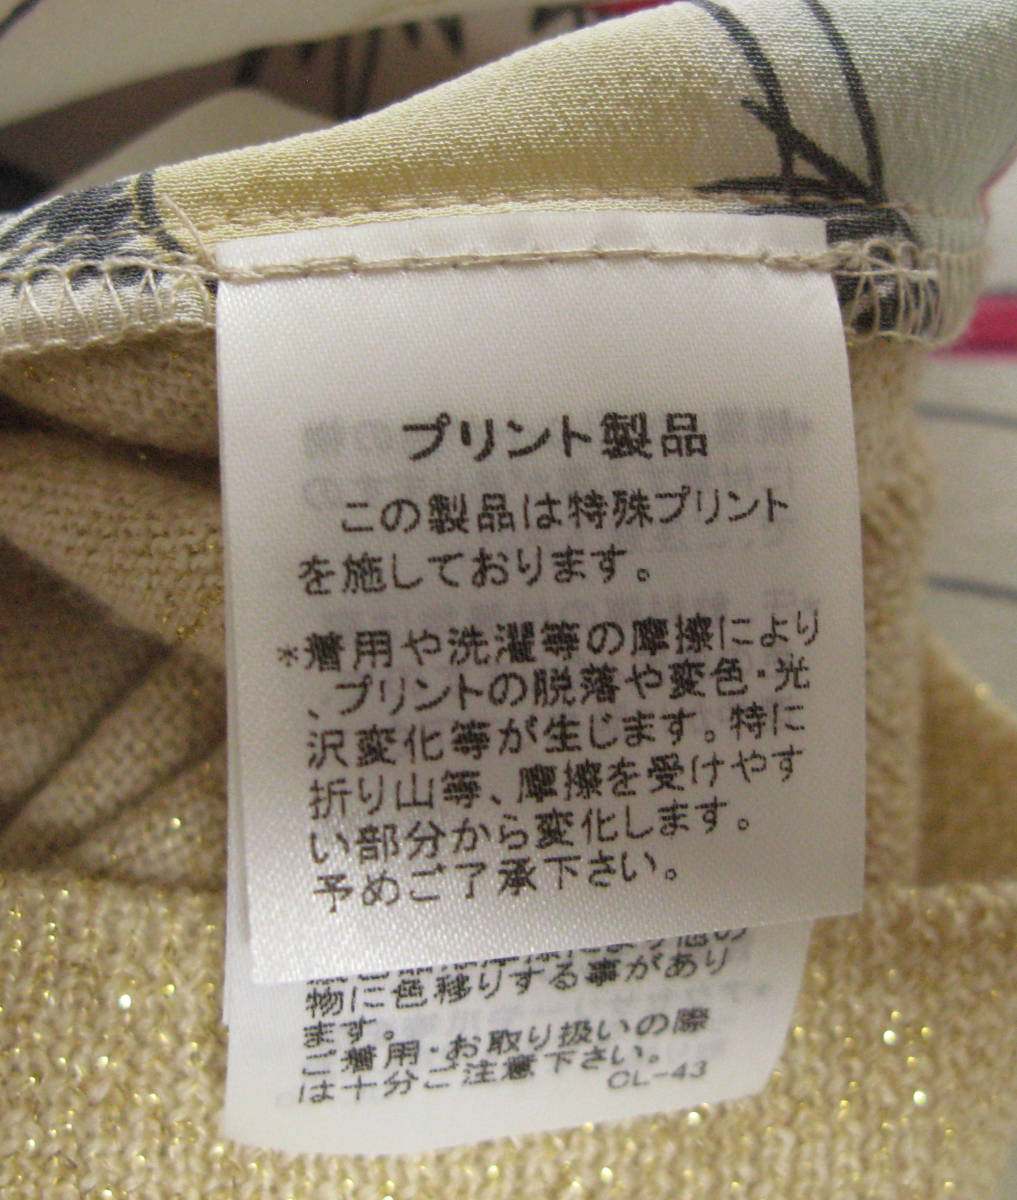 プリント製品
この製品は特殊プリント
を施しております。
*着用や洗濯等の摩擦により
、プリントの脱落や変色・光
沢変化等が生じます。特に
折り山等、摩擦を受けやす
い部分から変化します。
予めご了承下さい。
により他の
物に色移りする事があり
ます。
ご着用・お取り扱いの際
は十分ご注意下さい。
CL-43